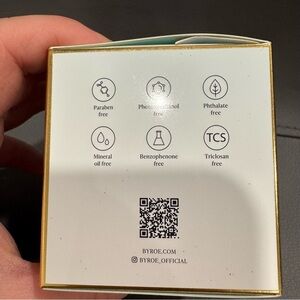 Paraben
free
Phenoxyethanol
free
Phthalate
free
Mineral
oil free
Benzophenone
free
TCS
Triclosan
free
BYROE.COM
BYROE_OFFICIAL